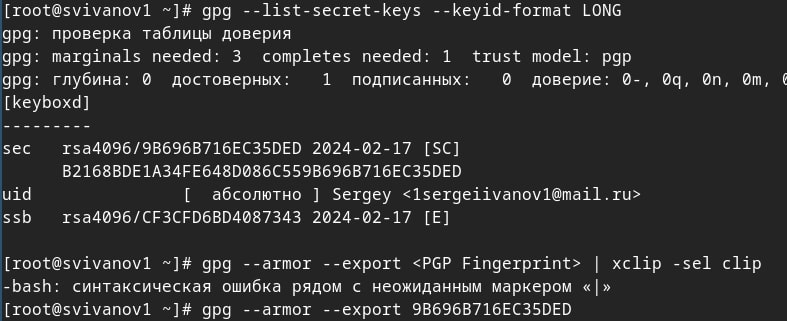 [root@svivanov1 ~]# gpg --list-secret-keys --keyid-format LONG
gpg: проверка таблицы доверия
gpg: marginals needed: 3  completes needed: 1  trust model: pgp
gpg: глубина: 0  достоверных:   1  подписанных:   0  доверие: 0-, 0q, 0n, 0m, 0
[keyboxd]
---------
sec   rsa4096/9B696B716EC35DED 2024-02-17 [SC]
      B2168BDE1A34FE648D086C559B696B716EC35DED
uid                 [  абсолютно ] Sergey <1sergeiivanov1@mail.ru>
ssb   rsa4096/CF3CFD6BD4087343 2024-02-17 [E]

[root@svivanov1 ~]# gpg --armor --export <PGP Fingerprint> | xclip -sel clip
-bash: синтаксическая ошибка рядом с неожиданным маркером «|»
[root@svivanov1 ~]# gpg --armor --export 9B696B716EC35DED